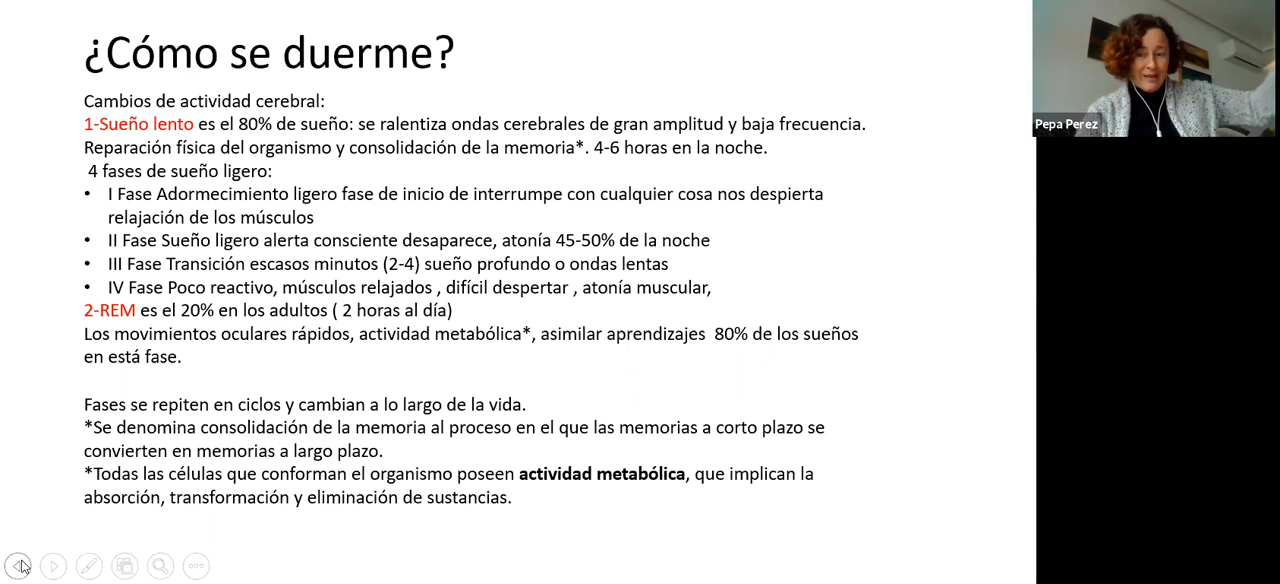 ¿Cómo se duerme?
Cambios de actividad cerebral:
1-Sueño lento es el 80% de sueño: se ralentiza ondas cerebrales de gran amplitud y baja frecuencia.
Reparación física del organismo y consolidación de la memoria*. 4-6 horas en la noche.
4 fases de sueño ligero:
• I Fase Adormecimiento ligero fase de inicio de interrumpe con cualquier cosa nos despierta
relajación de los músculos
• II Fase Sueño ligero alerta consciente desaparece, atonía 45-50% de la noche
• III Fase Transición escasos minutos (2-4) sueño profundo o ondas lentas
• IV Fase Poco reactivo, músculos relajados , difícil despertar , atonía muscular,
2-REM es el 20% en los adultos ( 2 horas al día)
Los movimientos oculares rápidos, actividad metabólica*, asimilar aprendizajes  80% de los sueños
en está fase.
Fases se repiten en ciclos y cambian a lo largo de la vida.
*Se denomina consolidación de la memoria al proceso en el que las memorias a corto plazo se
convierten en memorias a largo plazo.
*Todas las células que conforman el organismo poseen actividad metabólica, que implican la
absorción, transformación y eliminación de sustancias.
Pepa Perez